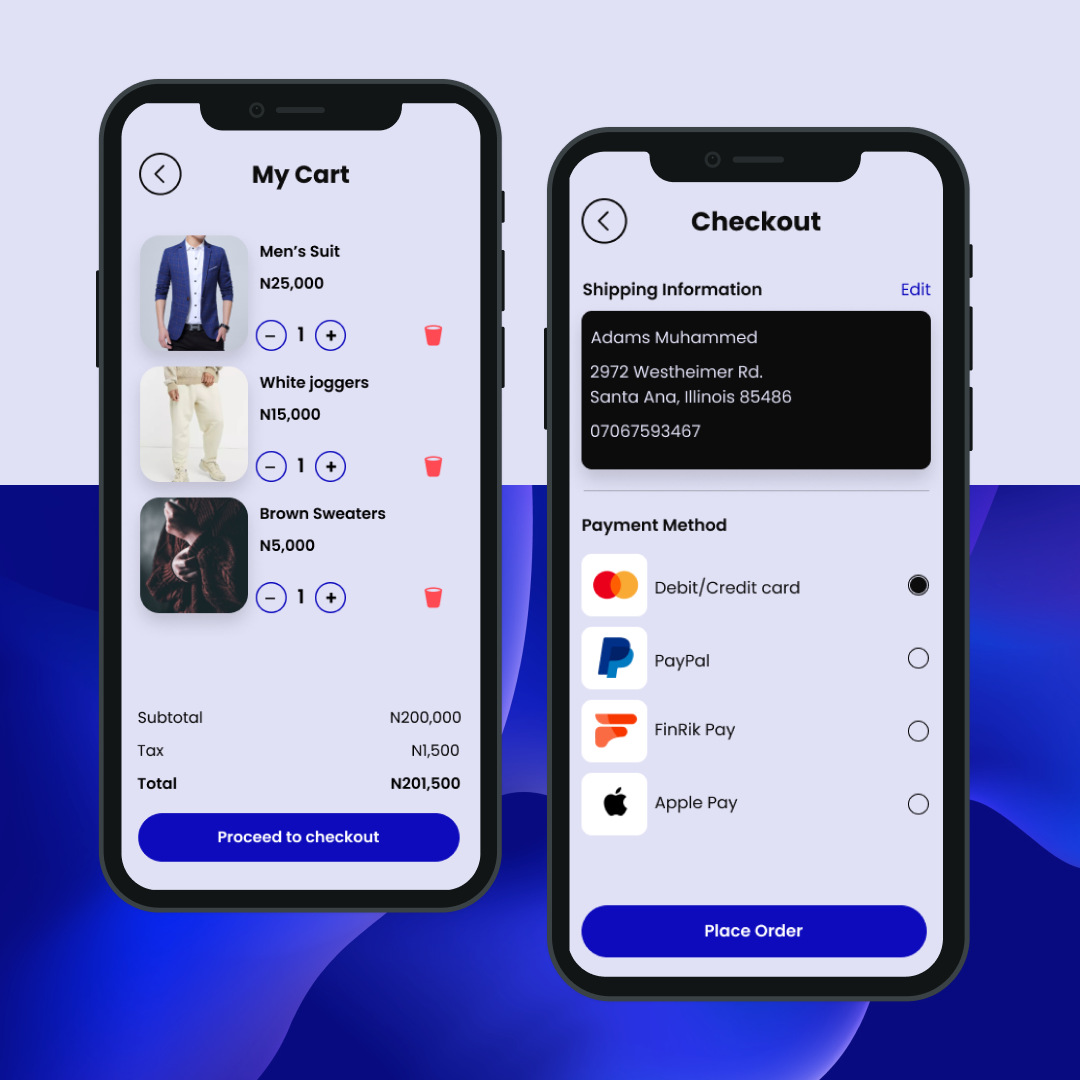 My Cart
Men’s Suit
N25,000
– 1 +
White joggers
N15,000
– 1 +
Brown Sweaters
N5,000
– 1 +
Subtotal N200,000
Tax N1,500
Total N201,500
Proceed to checkout
Checkout
Shipping Information Edit
Adams Muhammed
2972 Westheimer Rd.
Santa Ana, Illinois 85486
07067593467
Payment Method
Debit/Credit card
PayPal
FinRik Pay
Apple Pay
Place Order